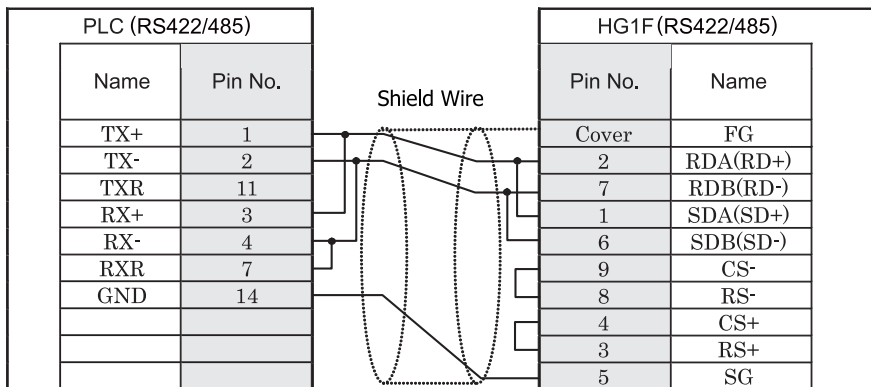 PLC (RS422/485)
HG1F (RS422/485)
Name Pin No.
Shield Wire
Pin No. Name
TX+ 1 Cover FG
TX- 2 2 RDA(RD+)
TXR 11 7 RDB(RD-)
RX+ 3 1 SDA(SD+)
RX- 4 6 SDB(SD-)
RXR 7 9 CS-
GND 14 8 RS-
4 CS+
3 RS+
5 SG